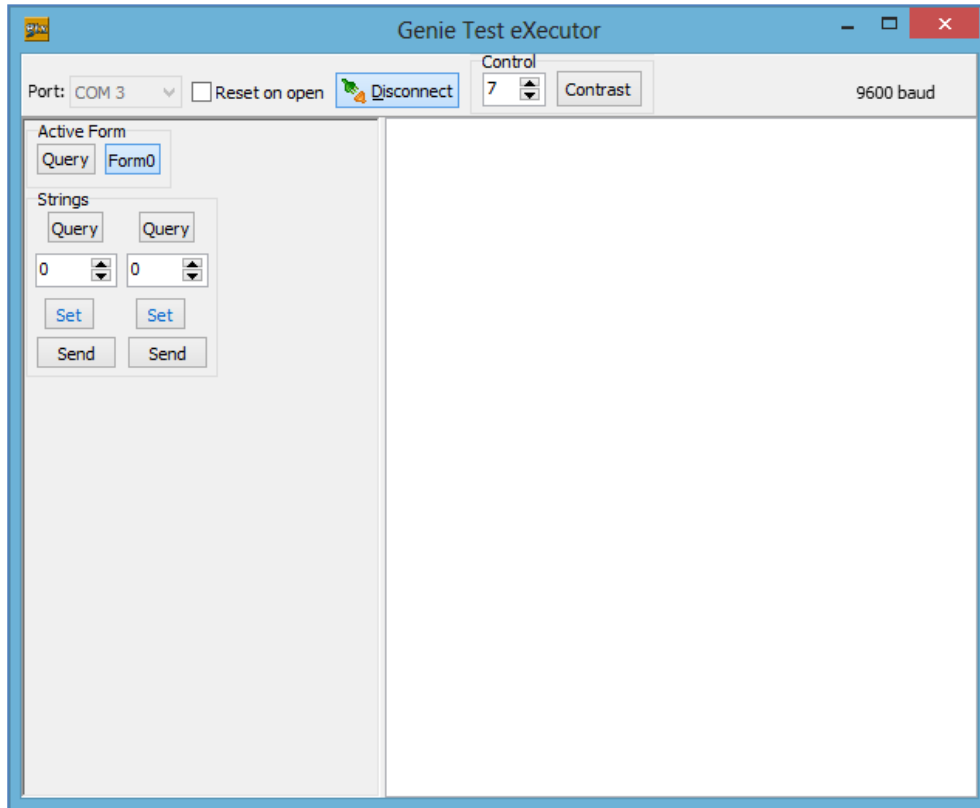 Genie Test eXecutor
Control
Port: COM 3 Reset on open Disconnect 7 Contrast 9600 baud
Active Form
Query Form0
Strings
Query Query
0 0
Set Set
Send Send